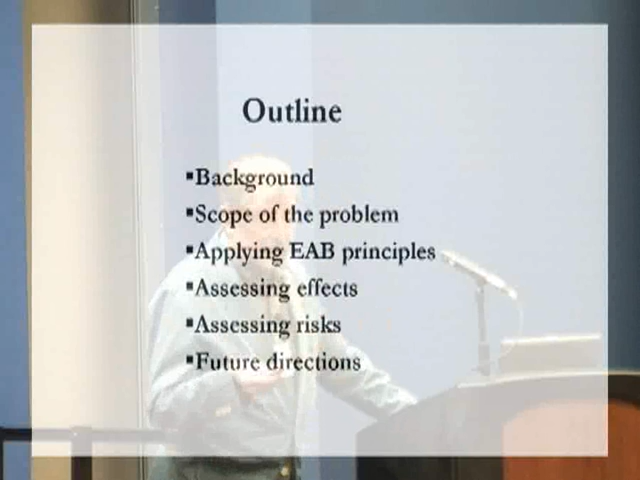 Outline
▪Background
▪Scope of the problem
▪Applying EAB principles
▪Assessing effects
▪Assessing risks
▪Future directions